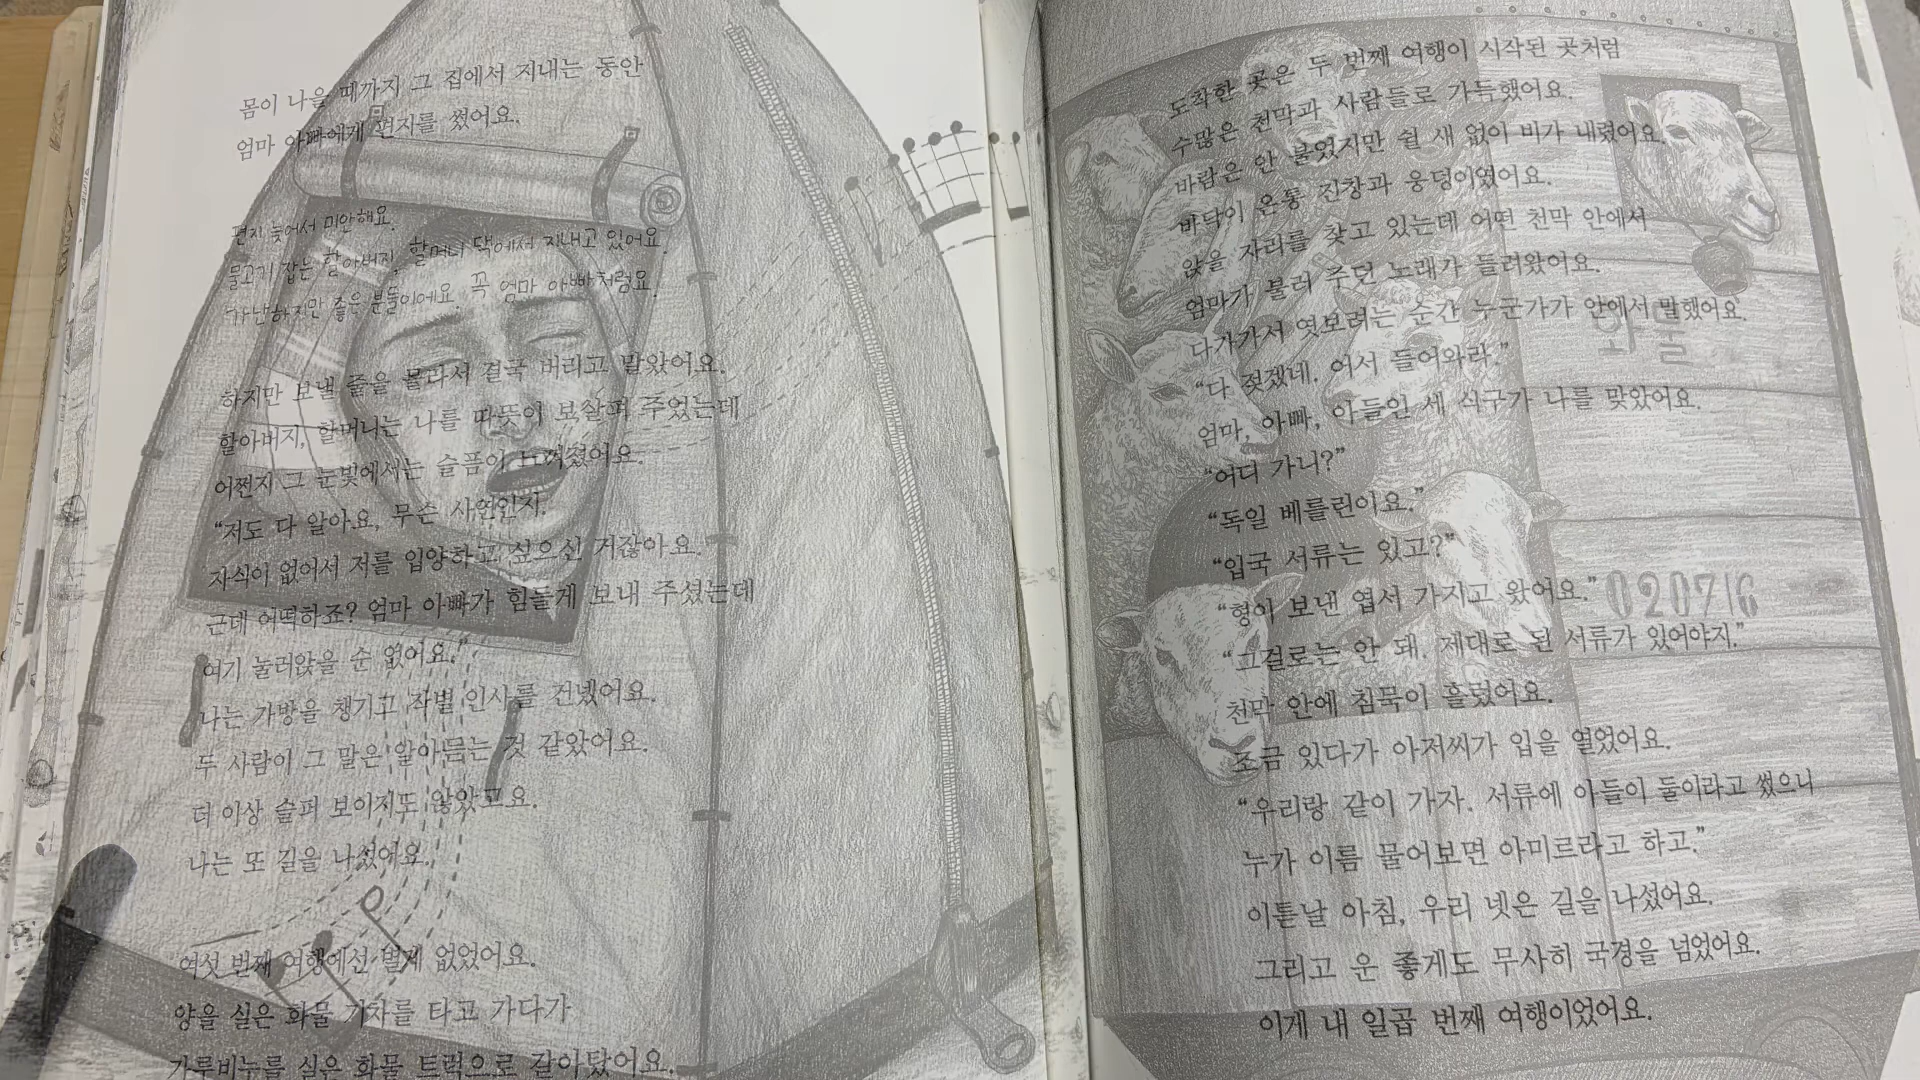 몸이 나을 때까지 그 집에서 지내는 동안
엄마 아빠에게 편지를 썼어요.
편지 늦어서 미안해요.
물고기 잡는 할아버지, 할머니 댁에서 지내고 있어요.
가난하지만 좋은 분들이에요. 꼭 엄마 아빠처럼요.
하지만 보낼 줄을 몰라서 결국 버리고 말았어요.
할아버지, 할머니는 나를 따뜻이 보살펴 주었는데
어쩐지 그 눈빛에서는 슬픔이 느껴졌어요.
“저도 다 알아요, 무슨 사연인지.
자식이 없어서 저를 입양하고 싶으신 거잖아요.
근데 어떡하죠? 엄마 아빠가 힘들게 보내 주셨는데
여기 눌러앉을 순 없어요.”
나는 가방을 챙기고 작별 인사를 건넸어요.
두 사람이 그 말은 알아듣는 것 같았어요.
더 이상 슬퍼 보이지도 않았고요.
나는 또 길을 나섰어요.
여섯 번째 여행에선 별게 없었어요.
양을 실은 화물 기차를 타고 가다가
가루비누를 실은 화물 트럭으로 갈아탔어요.
도착한 곳은 두 번째 여행이 시작된 곳처럼
수많은 천막과 사람들로 가득했어요.
바람은 안 불었지만 쉴 새 없이 비가 내렸어요.
바닥이 온통 진창과 웅덩이였어요.
앉을 자리를 찾고 있는데 어떤 천막 안에서
엄마가 불러 주던 노래가 들려왔어요.
다가가서 엿보려는 순간 누군가가 안에서 말했어요.
“다 젖겠네. 어서 들어와라.”
엄마, 아빠, 아들인 세 식구가 나를 맞았어요.
“어디 가니?”
“독일 베를린이요.”
“입국 서류는 있고?”
“형이 보낸 엽서 가지고 왔어요.”
“그걸로는 안 돼. 제대로 된 서류가 있어야지.”
천막 안에 침묵이 흘렀어요.
조금 있다가 아저씨가 입을 열었어요.
“우리랑 같이 가자. 서류에 아들이 둘이라고 썼으니
누가 이름 물어보면 아미르라고 하고.”
이튿날 아침, 우리 넷은 길을 나섰어요.
그리고 운 좋게도 무사히 국경을 넘었어요.
이게 내 일곱 번째 여행이었어요.
화물
020716